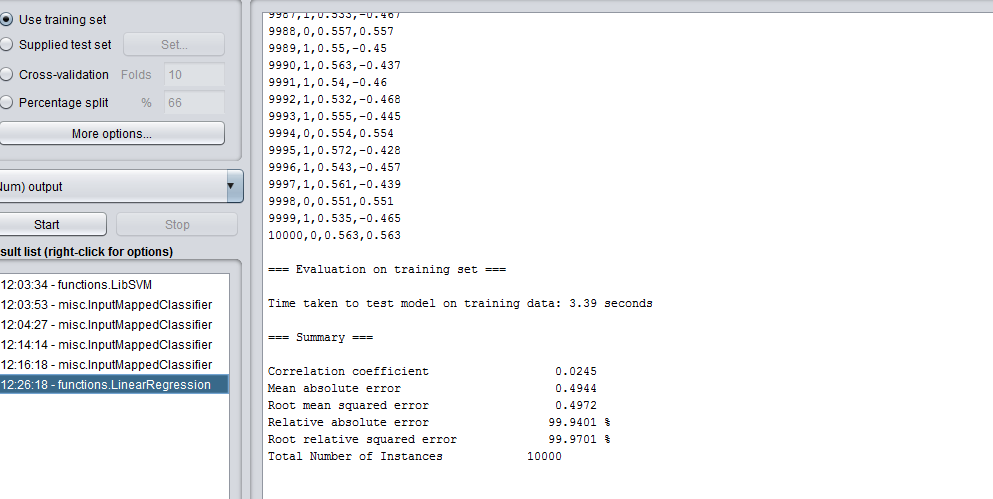 Use training set
Supplied test set Set...
Cross-validation Folds 10
Percentage split % 66
More options...
Num) output
Start Stop
sult list (right-click for options)
12:03:34 - functions.LibSVM
12:03:53 - misc.InputMappedClassifier
12:04:27 - misc.InputMappedClassifier
12:14:14 - misc.InputMappedClassifier
12:16:18 - misc.InputMappedClassifier
12:26:18 - functions.LinearRegression
9987,1,0.533,-0.467
9988,0,0.557,0.557
9989,1,0.55,-0.45
9990,1,0.563,-0.437
9991,1,0.54,-0.46
9992,1,0.532,-0.468
9993,1,0.555,-0.445
9994,0,0.554,0.554
9995,1,0.572,-0.428
9996,1,0.543,-0.457
9997,1,0.561,-0.439
9998,0,0.551,0.551
9999,1,0.535,-0.465
10000,0,0.563,0.563
=== Evaluation on training set ===
Time taken to test model on training data: 3.39 seconds
=== Summary ===
Correlation coefficient 0.0245
Mean absolute error 0.4944
Root mean squared error 0.4972
Relative absolute error 99.9401 %
Root relative squared error 99.9701 %
Total Number of Instances 10000